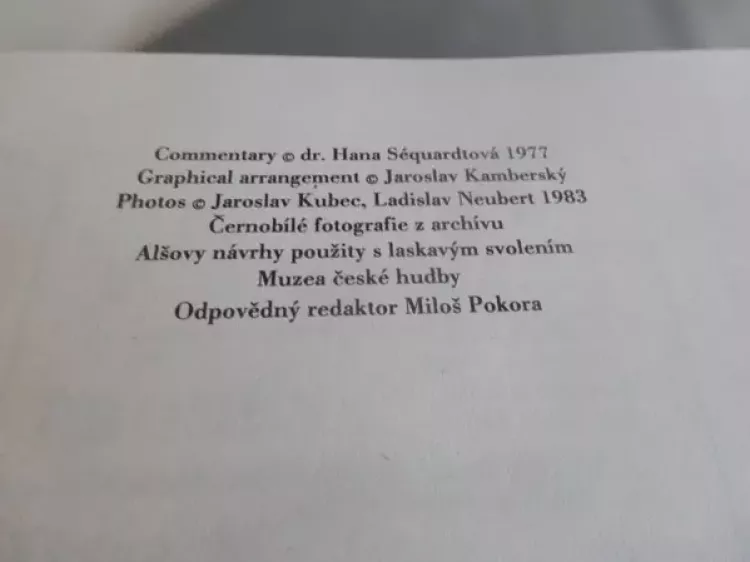 Commentary © dr. Hana Séquardtová 1977
Graphical arrangement © Jaroslav Kamberský
Photos © Jaroslav Kubec, Ladislav Neubert 1983
Černobílé fotografie z archívu
Alšovy návrhy použity s laskavým svolením
Muzea české hudby
Odpovědný redaktor Miloš Pokora